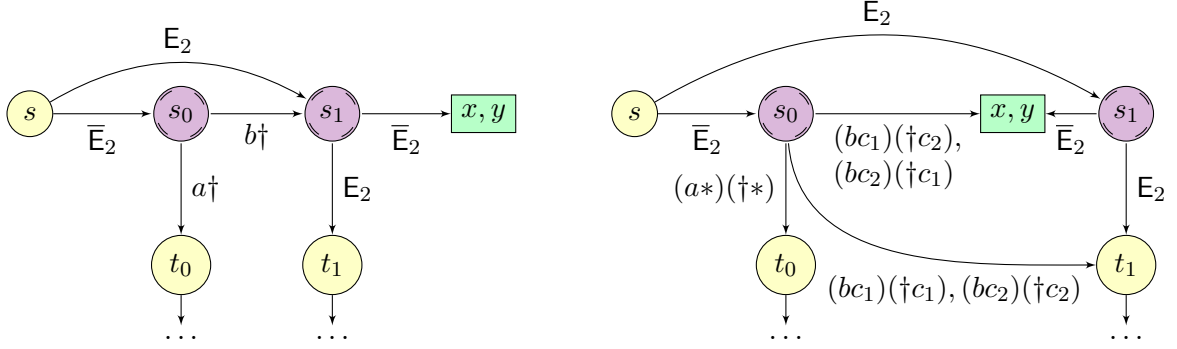 E₂
s
s₀
s₁
x, y
E̅₂
b†
E̅₂
a†
E₂
t₀
t₁
...
...
E₂
s
s₀
x, y
s₁
E̅₂
(bc₁)(†c₂),
(bc₂)(†c₁)
E̅₂
(a∗)(†∗)
E₂
t₀
t₁
(bc₁)(†c₁), (bc₂)(†c₂)
...
...